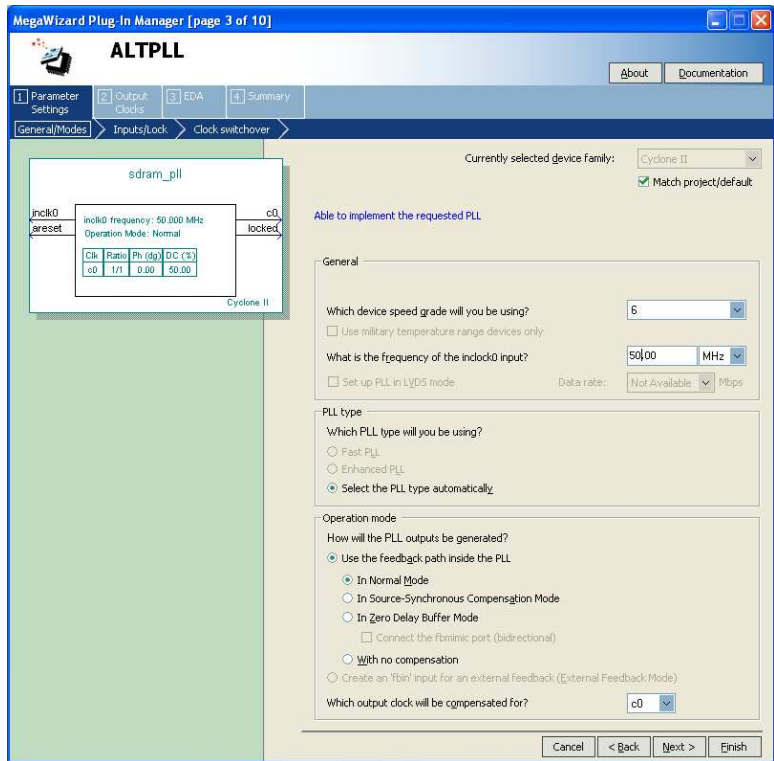 MegaWizard Plug-In Manager [page 3 of 10]
ALTPLL
About
Documentation
1 Parameter Settings
2 Output Clocks
3 EDA
4 Summary
General/Modes
Inputs/Lock
Clock switchover
sdram_pll
inclk0
areset
inclk0 frequency: 50.000 MHz
Operation Mode: Normal
Clk Ratio Ph (dg) DC (%)
c0 1/1 0.00 50.00
c0
locked
Cyclone II
Currently selected device family:
Cyclone II
Match project/default
Able to implement the requested PLL
General
Which device speed grade will you be using?
6
Use military temperature range devices only
What is the frequency of the inclock0 input?
50.00
MHz
Set up PLL in LVDS mode
Data rate:
Not Available
Mbps
PLL type
Which PLL type will you be using?
Fast PLL
Enhanced PLL
Select the PLL type automatically
Operation mode
How will the PLL outputs be generated?
Use the feedback path inside the PLL
In Normal Mode
In Source-Synchronous Compensation Mode
In Zero Delay Buffer Mode
Connect the fbmimic port (bidirectional)
With no compensation
Create an 'fbin' input for an external feedback (External Feedback Mode)
Which output clock will be compensated for?
c0
Cancel
< Back
Next >
Finish